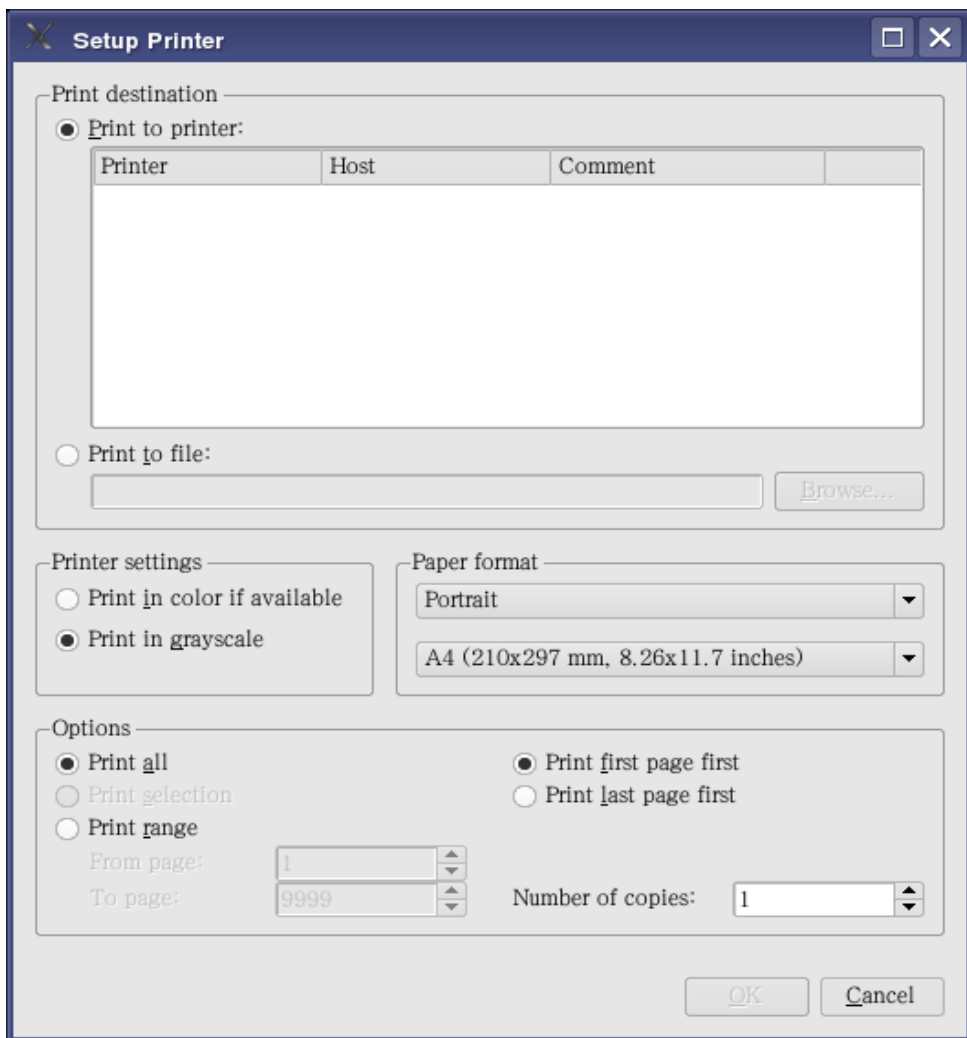 Setup Printer
Print destination
Print to printer:
Printer Host Comment
Print to file:
Browse...
Printer settings
Print in color if available
Print in grayscale
Paper format
Portrait
A4 (210x297 mm, 8.26x11.7 inches)
Options
Print all
Print selection
Print range
From page: 1
To page: 9999
Print first page first
Print last page first
Number of copies: 1
OK Cancel